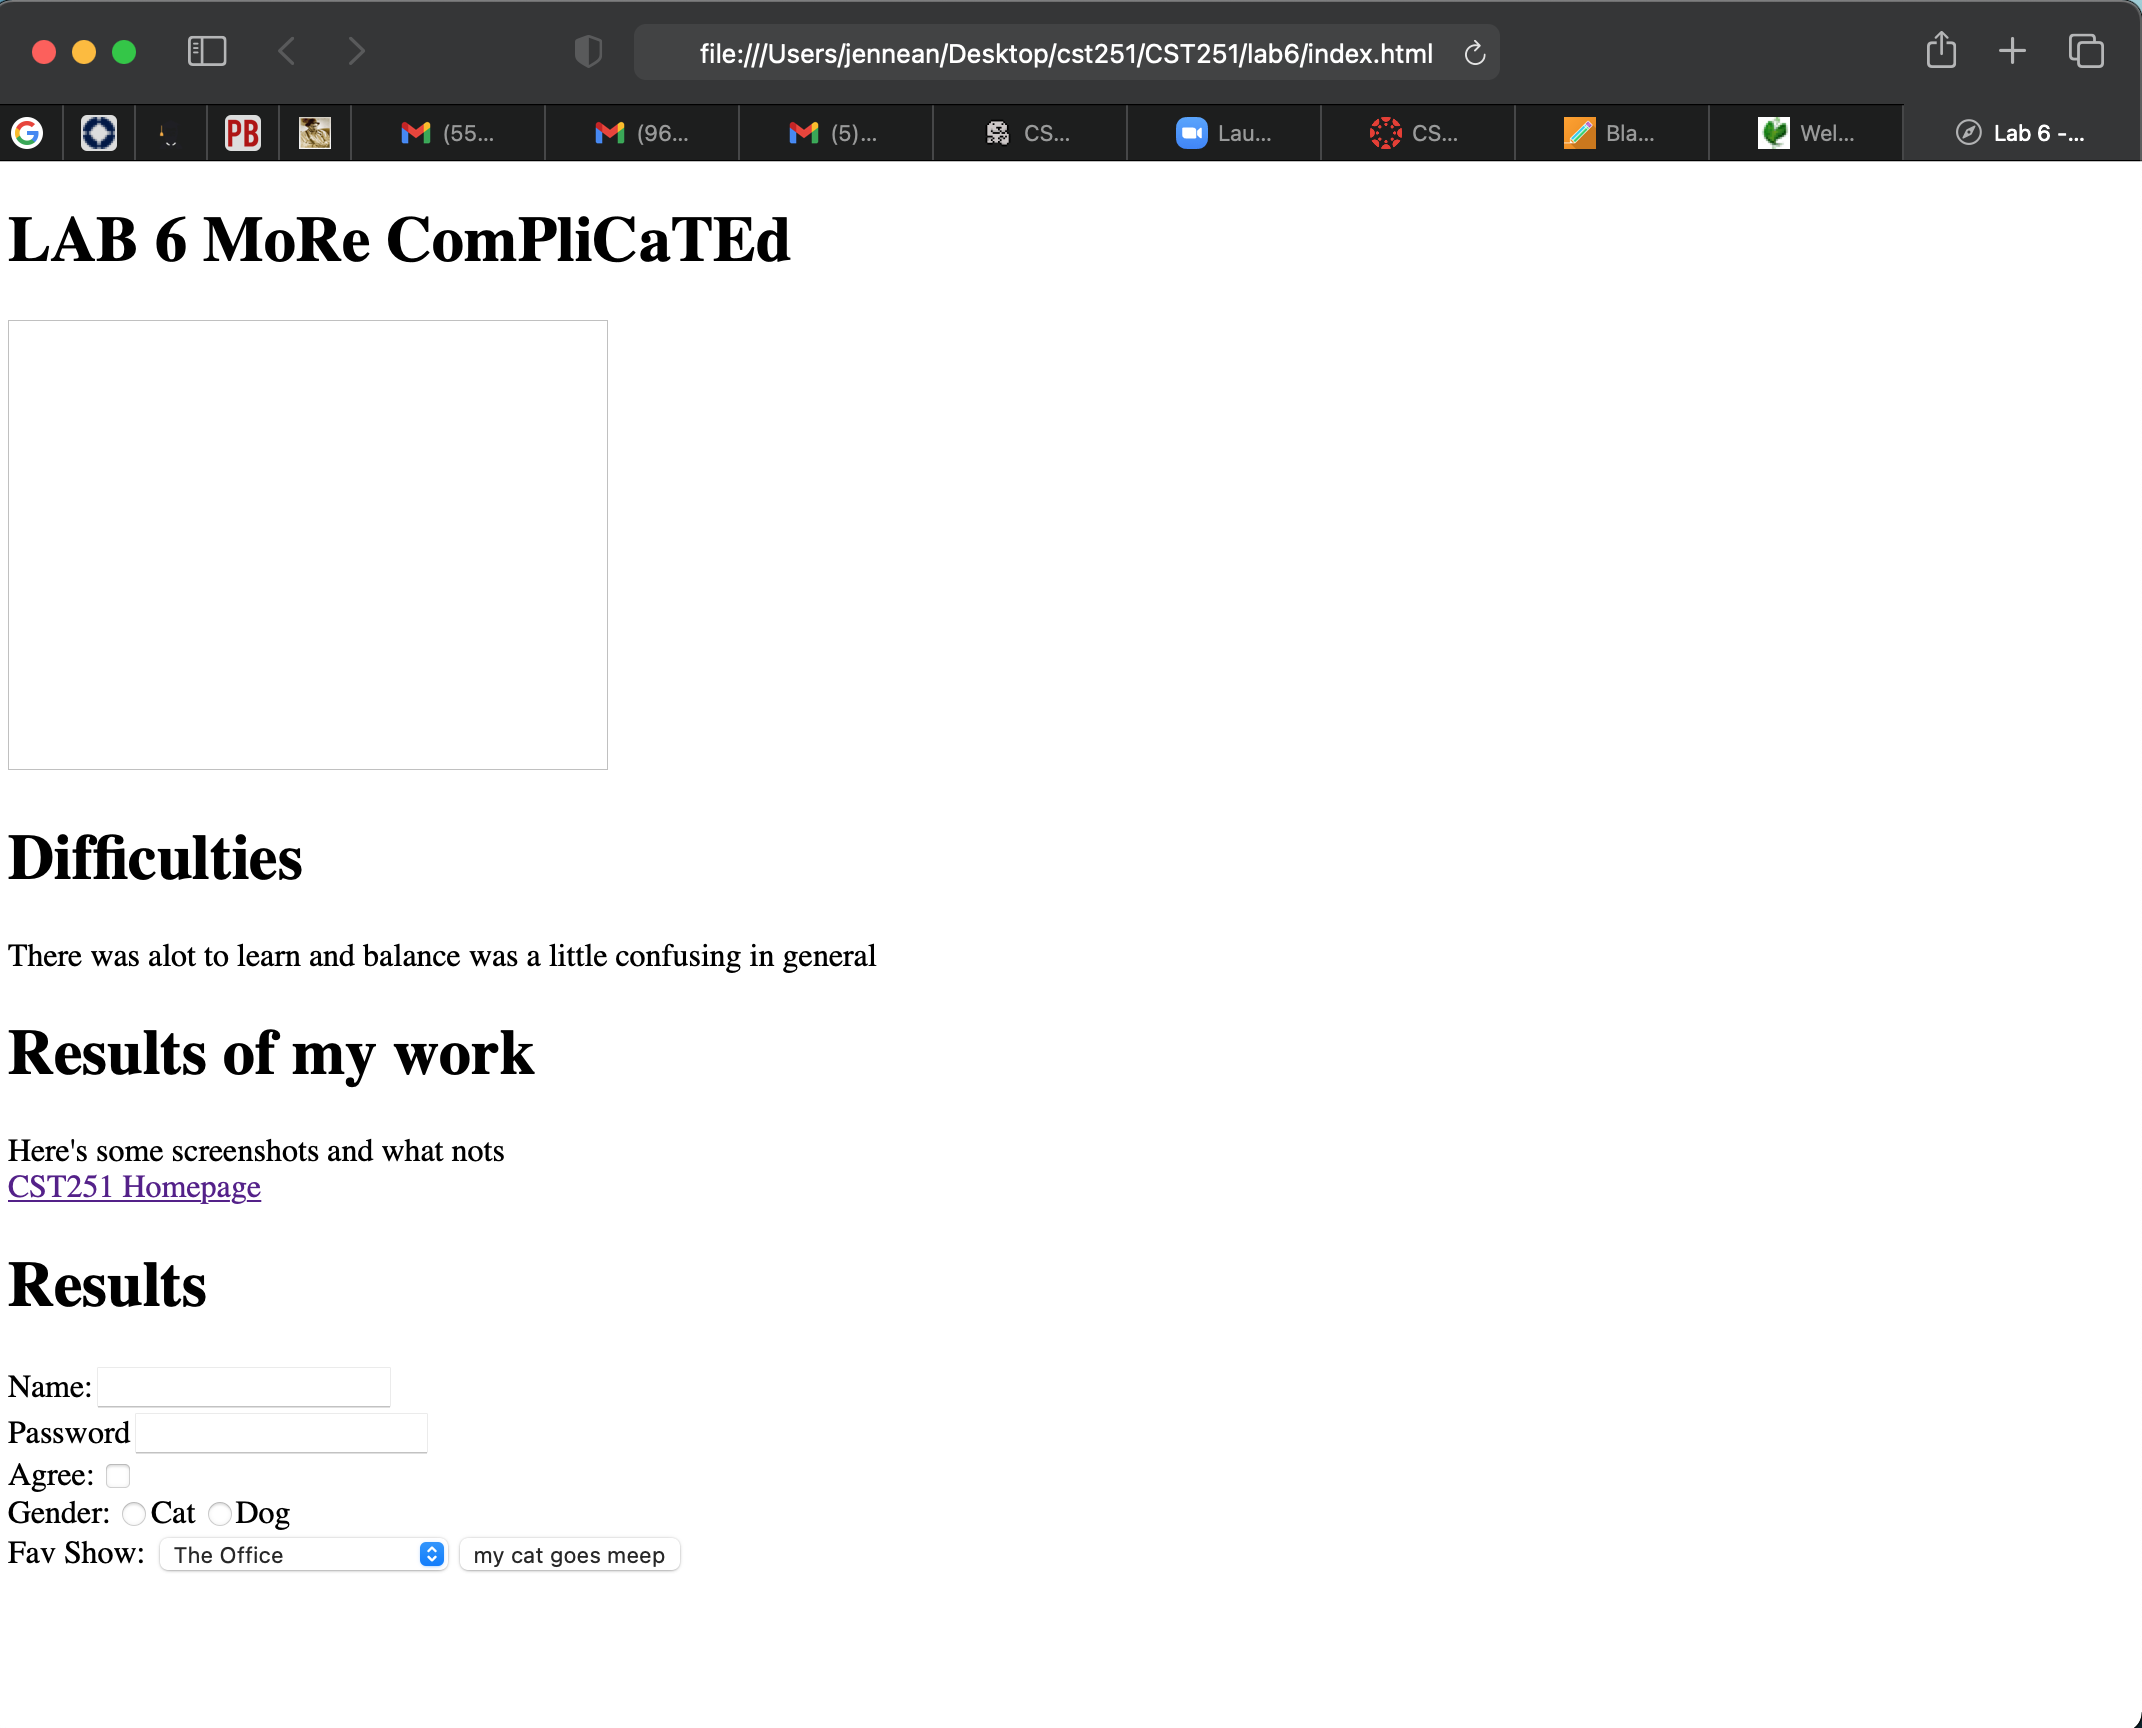 file:///Users/jennean/Desktop/cst251/CST251/lab6/index.html
G PB (55... (96... (5)... CS... Lau... CS... Bla... Wel... Lab 6 -...
LAB 6 MoRe ComPliCaTEd
Difficulties
There was alot to learn and balance was a little confusing in general
Results of my work
Here's some screenshots and what nots
CST251 Homepage
Results
Name:
Password
Agree:
Gender: Cat Dog
Fav Show: The Office my cat goes meep